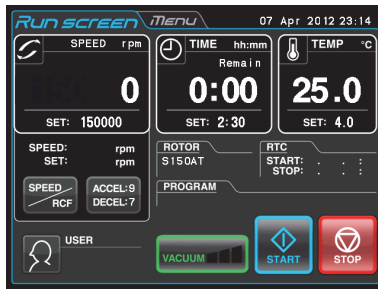 Run screen MENU 07 Apr 2012 23:14
SPEED rpm
0
SET: 150000
TIME hh:mm
Remain
0:00
SET: 2:30
TEMP °C
25.0
SET: 4.0
SPEED: rpm
SET: rpm
SPEED/RCF
ACCEL:9
DECEL:7
ROTOR
S150AT
RTC
START: . . :
STOP: . . :
PROGRAM
USER
VACUUM
START
STOP